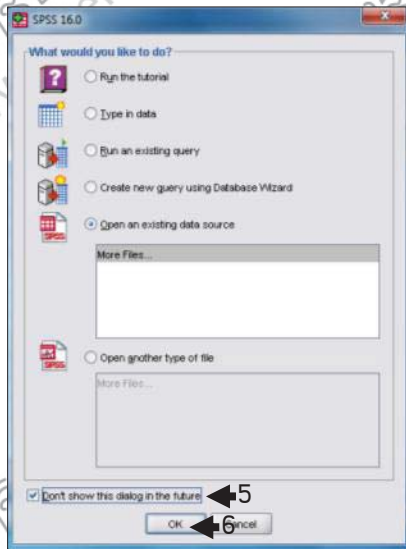 SPSS 16.0
What would you like to do?
Run the tutorial
Type in data
Run an existing query
Create new query using Database Wizard
Open an existing data source
More Files...
Open another type of file
More Files...
Don't show this dialog in the future 5
OK 6 Cancel